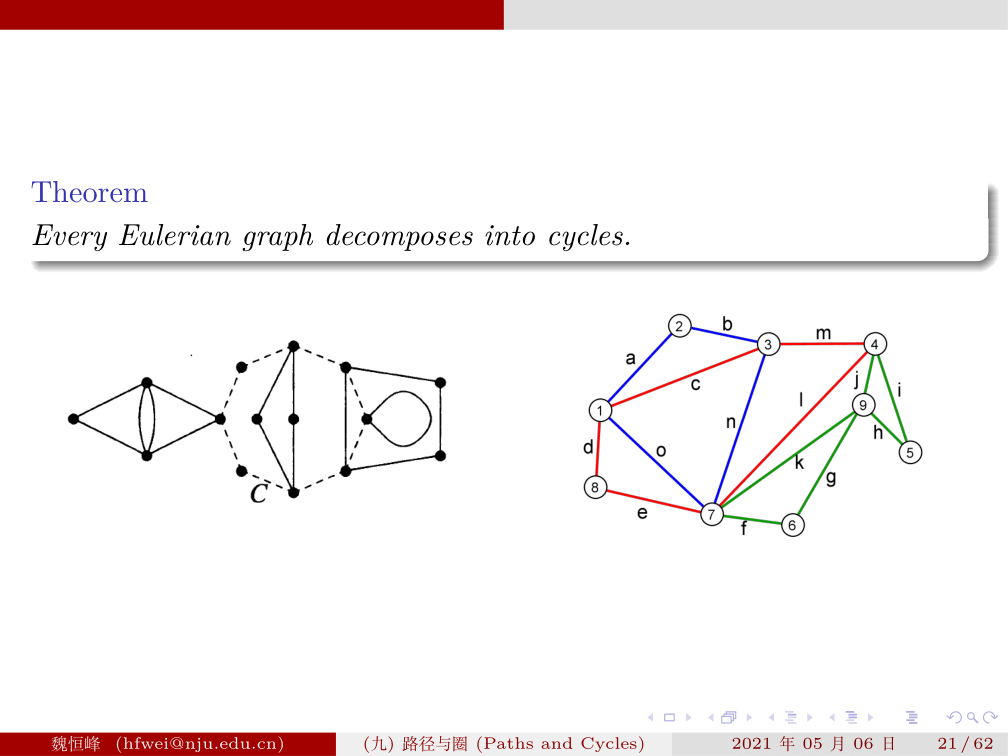 Theorem
Every Eulerian graph decomposes into cycles.
C
2
b
3
m
4
a
c
j
i
l
9
1
n
h
5
d
o
k
g
8
e
7
f
6
魏恒峰 (hfwei@nju.edu.cn)
(九) 路径与圈 (Paths and Cycles)
2021 年 05 月 06 日
21 / 62